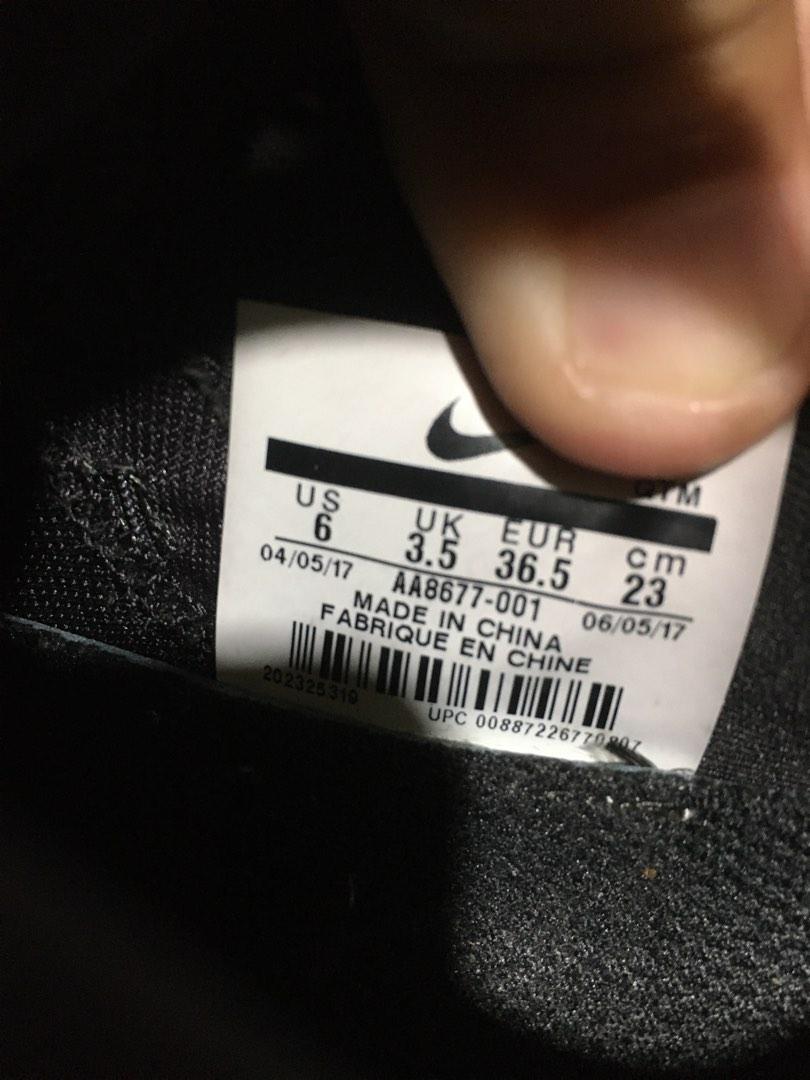 US UK EUR cm
6 3.5 36.5 23
04/05/17 AA8677-001 06/05/17
MADE IN CHINA
FABRIQUE EN CHINE
202325319
UPC